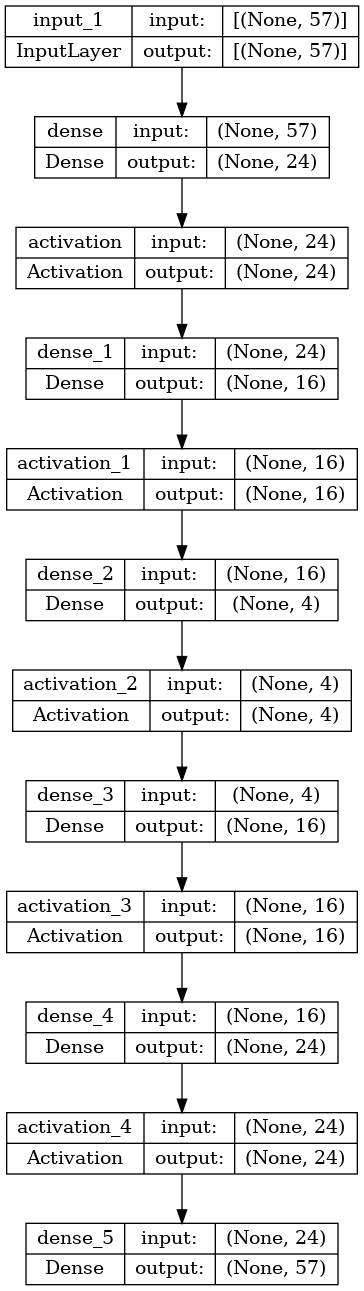 input_1 input: [(None, 57)]
InputLayer output: [(None, 57)]
dense input: (None, 57)
Dense output: (None, 24)
activation input: (None, 24)
Activation output: (None, 24)
dense_1 input: (None, 24)
Dense output: (None, 16)
activation_1 input: (None, 16)
Activation output: (None, 16)
dense_2 input: (None, 16)
Dense output: (None, 4)
activation_2 input: (None, 4)
Activation output: (None, 4)
dense_3 input: (None, 4)
Dense output: (None, 16)
activation_3 input: (None, 16)
Activation output: (None, 16)
dense_4 input: (None, 16)
Dense output: (None, 24)
activation_4 input: (None, 24)
Activation output: (None, 24)
dense_5 input: (None, 24)
Dense output: (None, 57)